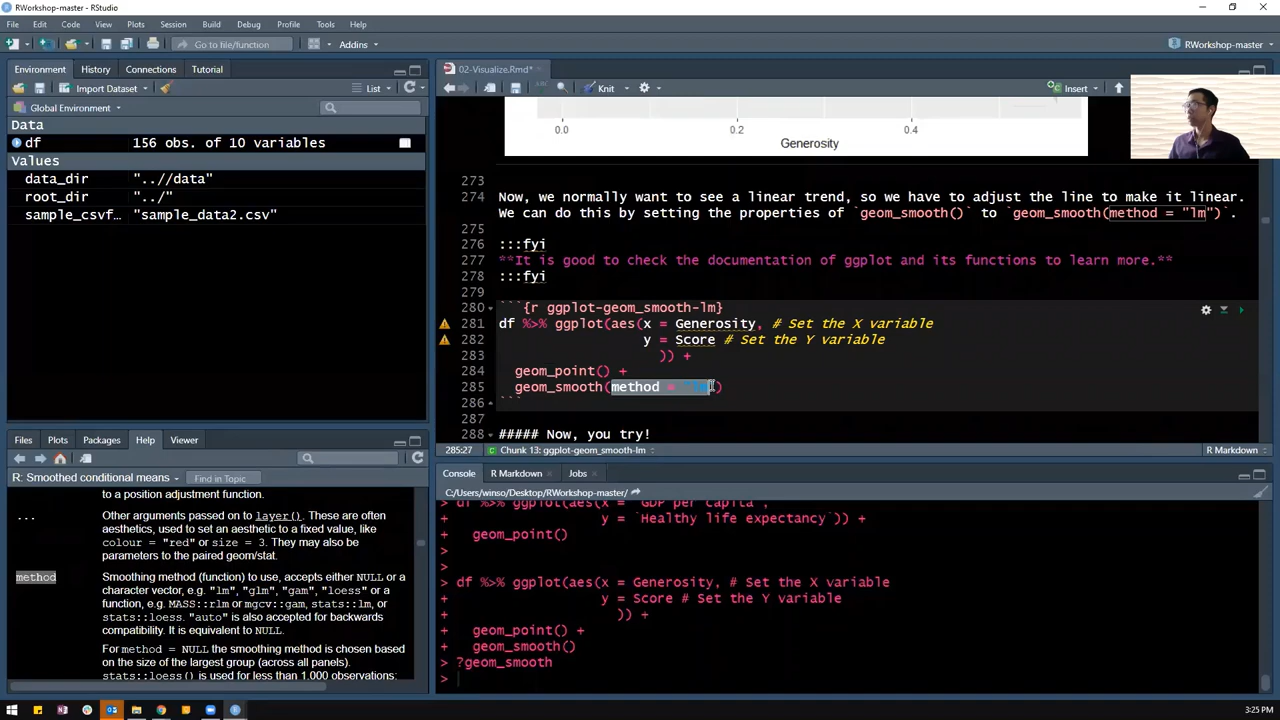 RWorkshop-master - RStudio
File Edit Code View Plots Session Build Debug Profile Tools Help
Go to file/function Addins RWorkshop-master
Environment History Connections Tutorial
Import Dataset List
Global Environment
Data
df 156 obs. of 10 variables
Values
data_dir "..//data"
root_dir "../"
sample_csvf… "sample_data2.csv"
Files Plots Packages Help Viewer
R: Smoothed conditional means Find in Topic
to a position adjustment function.
... Other arguments passed on to layer(). These are often
aesthetics, used to set an aesthetic to a fixed value, like
colour = "red" or size = 3. They may also be
parameters to the paired geom/stat.
method Smoothing method (function) to use, accepts either NULL or a
character vector, e.g. "lm", "glm", "gam", "loess" or a
function, e.g. MASS::rlm or mgcv::gam, stats::lm, or
stats::loess. "auto" is also accepted for backwards
compatibility. It is equivalent to NULL.
For method = NULL the smoothing method is chosen based
on the size of the largest group (across all panels).
stats::loess() is used for less than 1,000 observations;
02-Visualize.Rmd*
Knit Insert
0.0 0.2 0.4
Generosity
273
274 Now, we normally want to see a linear trend, so we have to adjust the line to make it linear.
We can do this by setting the properties of `geom_smooth()` to `geom_smooth(method = "lm")`.
275
276 :::fyi
277 **It is good to check the documentation of ggplot and its functions to learn more.**
278 :::fyi
279
280 ```{r ggplot-geom_smooth-lm}
281 df %>% ggplot(aes(x = Generosity, # Set the X variable
282 y = Score # Set the Y variable
283 )) +
284 geom_point() +
285 geom_smooth(method = "lm")
286 ```
287
288 ##### Now, you try!
285:27 Chunk 13: ggplot-geom_smooth-lm R Markdown
Console R Markdown Jobs
C:/Users/winso/Desktop/RWorkshop-master/
> df %>% ggplot(aes(x = `GDP per capita`,
+ y = `Healthy life expectancy`)) +
+ geom_point()
>
>
> df %>% ggplot(aes(x = Generosity, # Set the X variable
+ y = Score # Set the Y variable
+ )) +
+ geom_point() +
+ geom_smooth()
> ?geom_smooth
>
3:25 PM